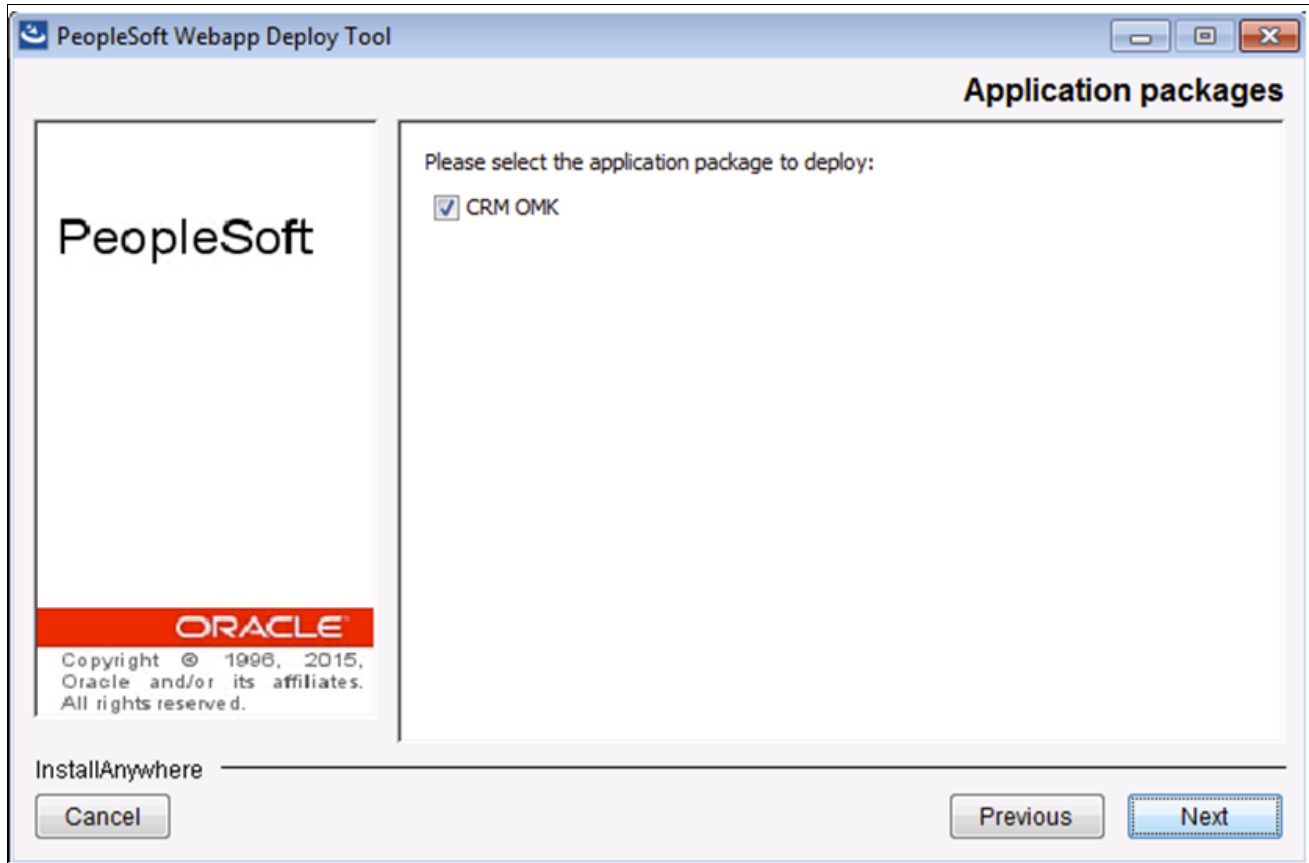 PeopleSoft Webapp Deploy Tool
Application packages
PeopleSoft
ORACLE
Copyright © 1996, 2015,
Oracle and/or its affiliates.
All rights reserved.
Please select the application package to deploy:
CRM OMK
InstallAnywhere
Cancel
Previous
Next